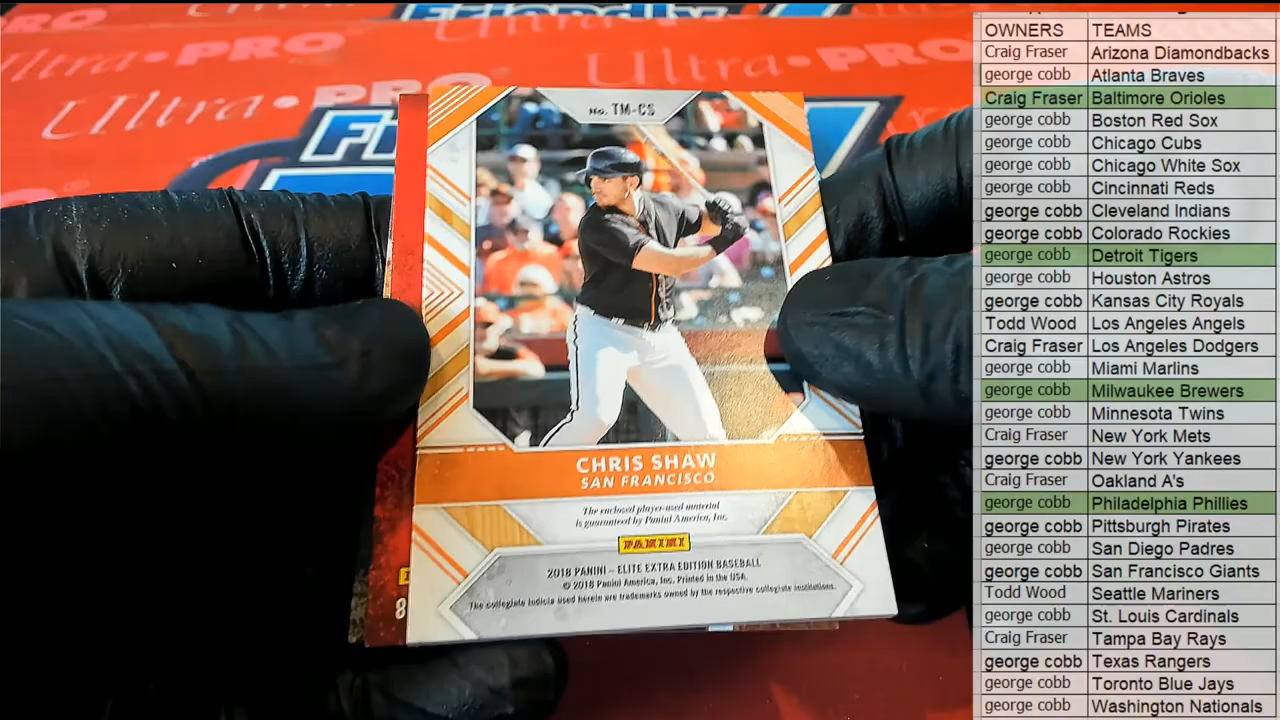 Friendly
Ultra•PRO
Ultra•PRO
Ultra•PRO
No. TM-CS
CHRIS SHAW
SAN FRANCISCO
The enclosed player-used material
is guaranteed by Panini America, Inc.
PANINI
2018 PANINI – ELITE EXTRA EDITION BASEBALL
© 2018 Panini America, Inc. Printed in the USA.
The collegiate indicia used herein are trademarks owned by the respective collegiate institutions.
8
OWNERS TEAMS
Craig Fraser Arizona Diamondbacks
george cobb Atlanta Braves
Craig Fraser Baltimore Orioles
george cobb Boston Red Sox
george cobb Chicago Cubs
george cobb Chicago White Sox
george cobb Cincinnati Reds
george cobb Cleveland Indians
george cobb Colorado Rockies
george cobb Detroit Tigers
george cobb Houston Astros
george cobb Kansas City Royals
Todd Wood Los Angeles Angels
Craig Fraser Los Angeles Dodgers
george cobb Miami Marlins
george cobb Milwaukee Brewers
george cobb Minnesota Twins
Craig Fraser New York Mets
george cobb New York Yankees
Craig Fraser Oakland A's
george cobb Philadelphia Phillies
george cobb Pittsburgh Pirates
george cobb San Diego Padres
george cobb San Francisco Giants
Todd Wood Seattle Mariners
george cobb St. Louis Cardinals
Craig Fraser Tampa Bay Rays
george cobb Texas Rangers
george cobb Toronto Blue Jays
george cobb Washington Nationals